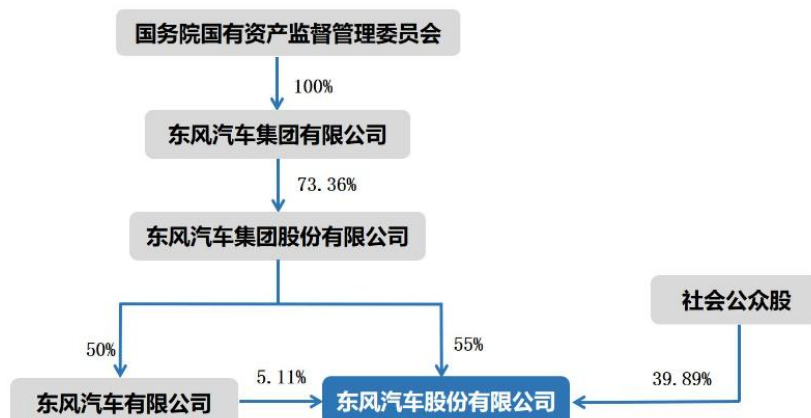 国务院国有资产监督管理委员会
100%
东风汽车集团有限公司
73.36%
东风汽车集团股份有限公司
社会公众股
50%
55%
5.11%
39.89%
东风汽车有限公司
东风汽车股份有限公司